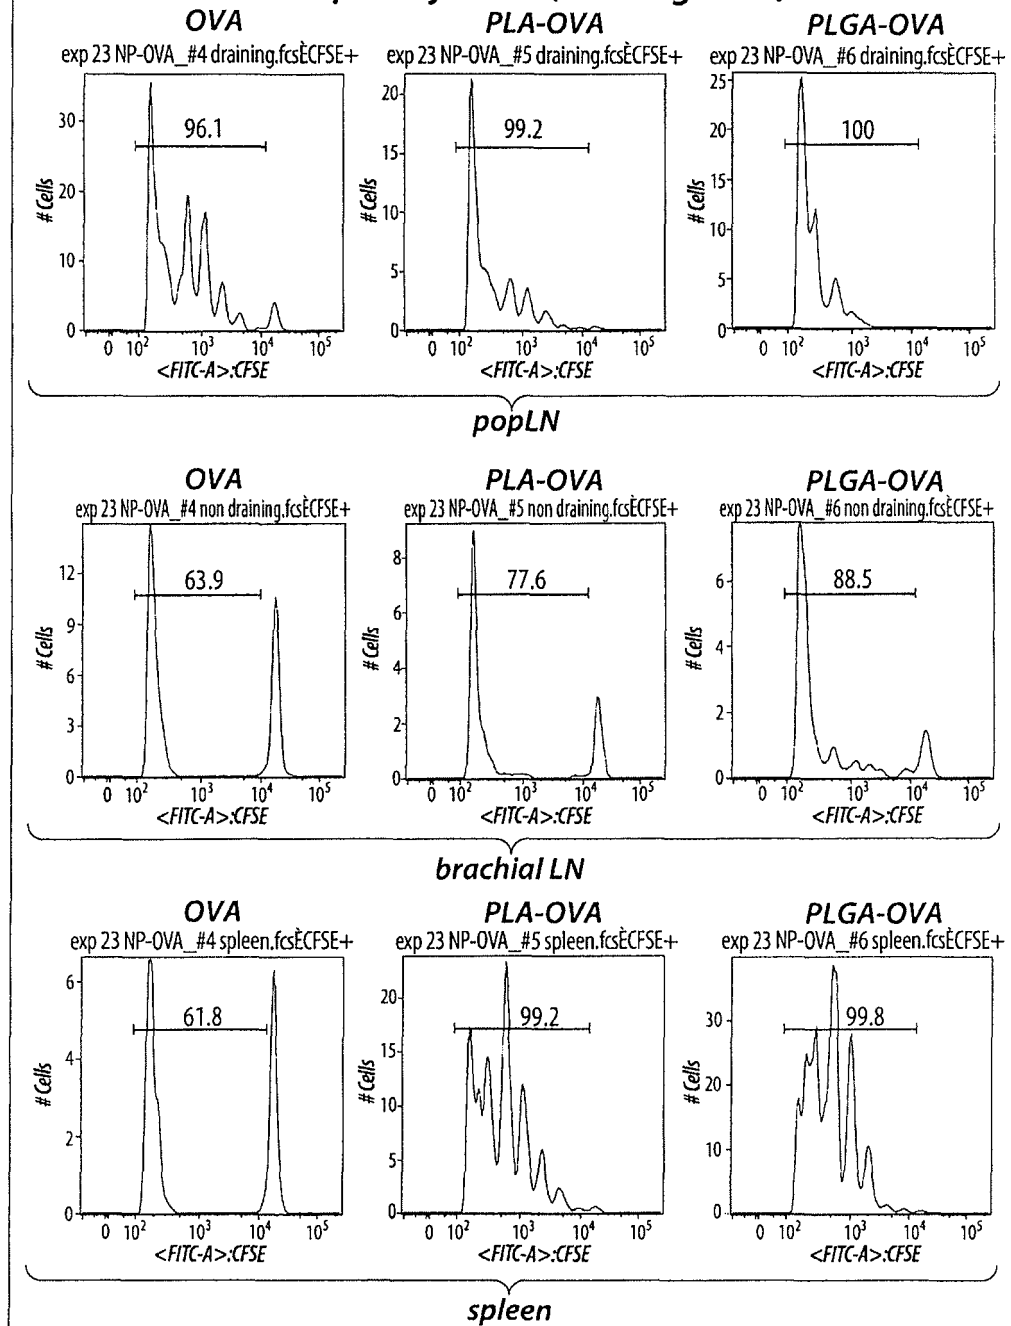 OVA PLA-OVA PLGA-OVA
exp 23 NP-OVA_#4 draining.fcsÈCFSE+ exp 23 NP-OVA_#5 draining.fcsÈCFSE+ exp 23 NP-OVA_#6 draining.fcsÈCFSE+
96.1 99.2 100
# Cells # Cells # Cells
30 20 10 0
20 15 10 5 0
25 20 15 10 5 0
0 10² 10³ 10⁴ 10⁵ 0 10² 10³ 10⁴ 10⁵ 0 10² 10³ 10⁴ 10⁵
<FITC-A>:CFSE <FITC-A>:CFSE <FITC-A>:CFSE
popLN
OVA PLA-OVA PLGA-OVA
exp 23 NP-OVA_#4 non draining.fcsÈCFSE+ exp 23 NP-OVA_#5 non draining.fcsÈCFSE+ exp 23 NP-OVA_#6 non draining.fcsÈCFSE+
63.9 77.6 88.5
# Cells # Cells # Cells
12 9 6 3 0
8 6 4 2 0
6 4 2 0
0 10² 10³ 10⁴ 10⁵ 0 10² 10³ 10⁴ 10⁵ 0 10² 10³ 10⁴ 10⁵
<FITC-A>:CFSE <FITC-A>:CFSE <FITC-A>:CFSE
brachial LN
OVA PLA-OVA PLGA-OVA
exp 23 NP-OVA_#4 spleen.fcsÈCFSE+ exp 23 NP-OVA_#5 spleen.fcsÈCFSE+ exp 23 NP-OVA_#6 spleen.fcsÈCFSE+
61.8 99.2 99.8
# Cells # Cells # Cells
6 4 2 0
20 15 10 5 0
30 20 10 0
0 10² 10³ 10⁴ 10⁵ 0 10² 10³ 10⁴ 10⁵ 0 10² 10³ 10⁴ 10⁵
<FITC-A>:CFSE <FITC-A>:CFSE <FITC-A>:CFSE
spleen